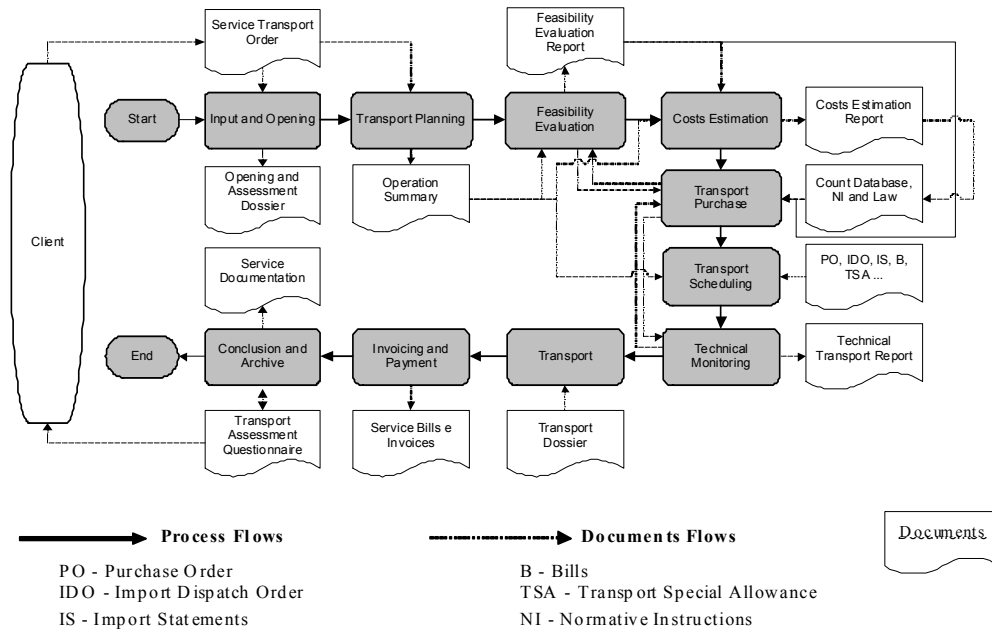 Service Transport
Order
Feasibility
Evaluation
Report
Start
Input and Opening
Transport Planning
Feasibility
Evaluation
Costs Estimation
Costs Estimation
Report
Opening and
Assessment
Dossier
Operation
Summary
Transport
Purchase
Count Database,
NI and Law
Client
Service
Documentation
Transport
Scheduling
PO, IDO, IS, B,
TSA ...
End
Conclusion and
Archive
Invoicing and
Payment
Transport
Technical
Monitoring
Technical
Transport Report
Transport
Assessment
Questionnaire
Service Bills e
Invoices
Transport
Dossier
Process Flows
Documents Flows
Documents
PO - Purchase Order
B - Bills
IDO - Import Dispatch Order
TSA - Transport Special Allowance
IS - Import Statements
NI - Normative Instructions